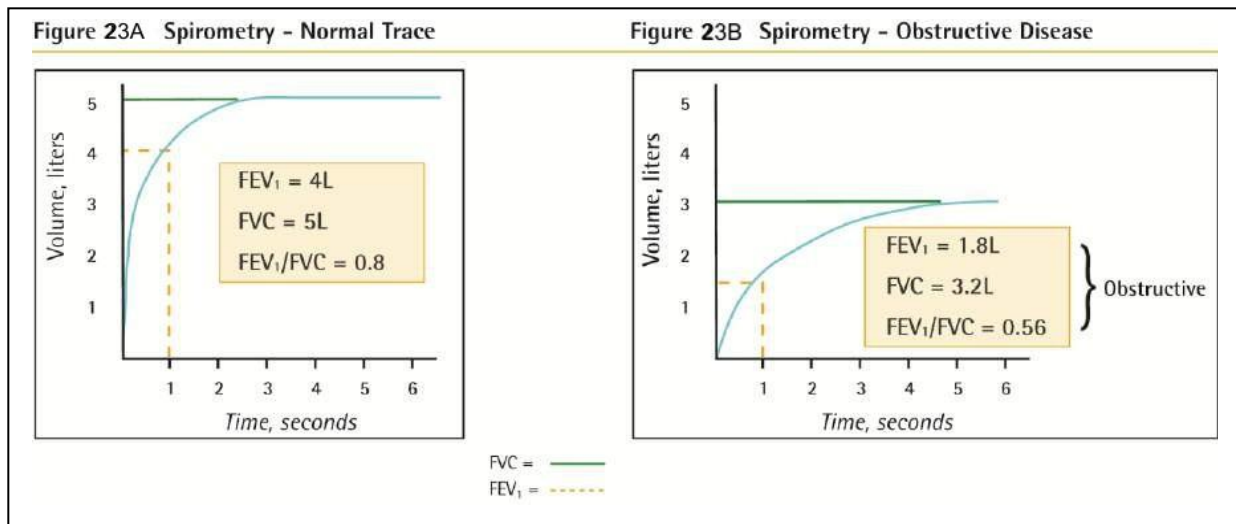 Figure 23A Spirometry - Normal Trace
5
4
3
2
1
Volume, liters
FEV₁ = 4L
FVC = 5L
FEV₁/FVC = 0.8
1 2 3 4 5 6
Time, seconds
Figure 23B Spirometry - Obstructive Disease
5
4
3
2
1
Volume, liters
FEV₁ = 1.8L
FVC = 3.2L
FEV₁/FVC = 0.56
Obstructive
1 2 3 4 5 6
Time, seconds
FVC =
FEV₁ =